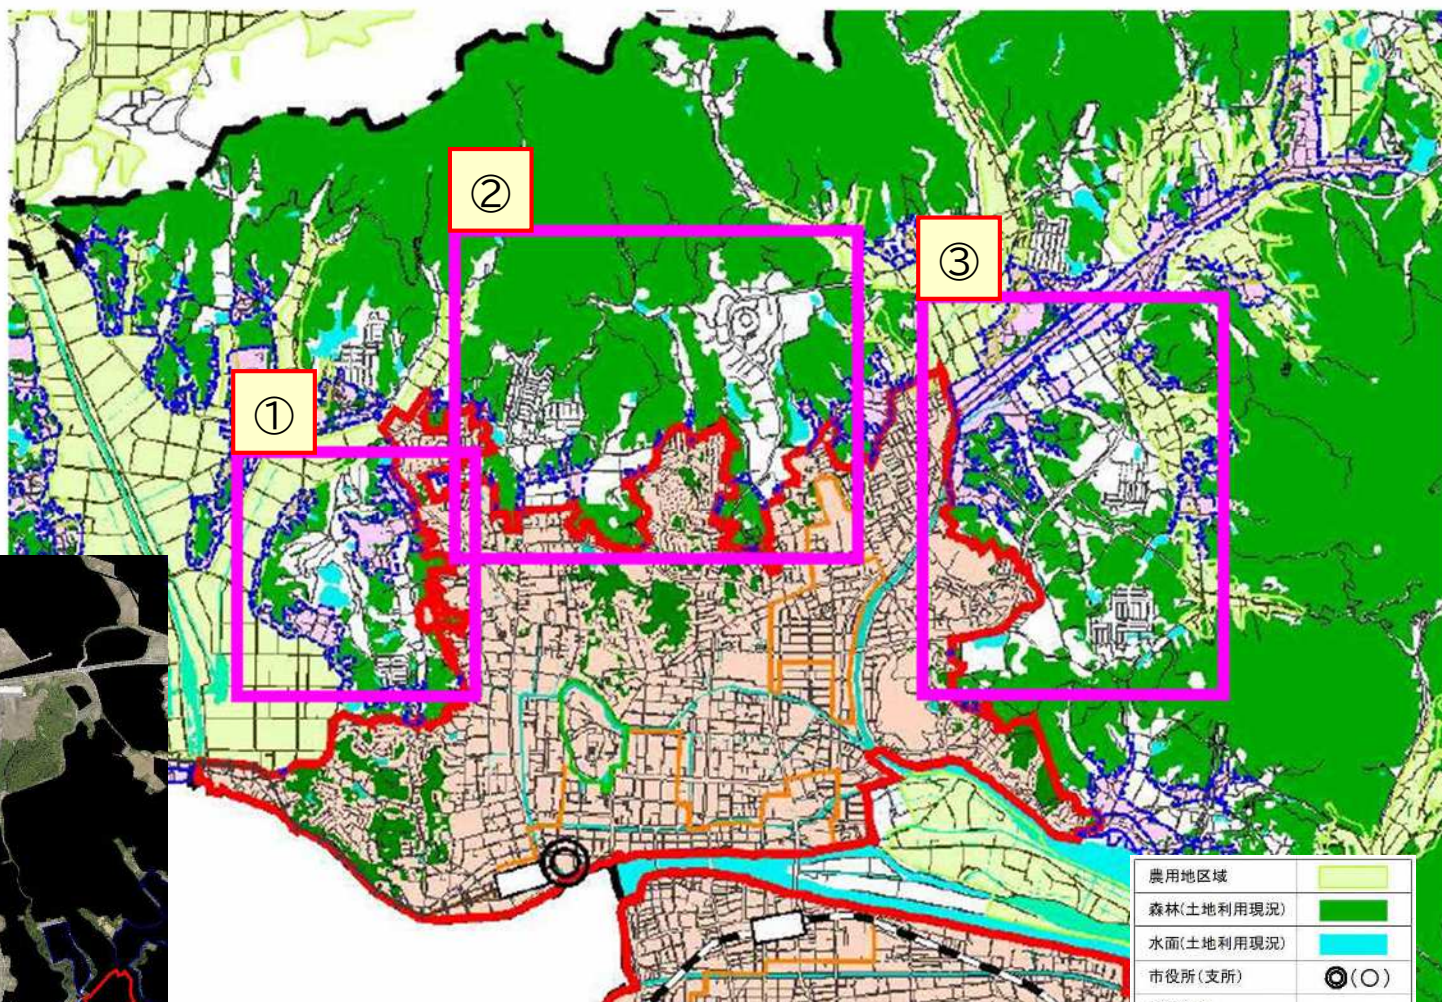 ②
③
①
農用地区域
森林(土地利用現況)
水面(土地利用現況)
市役所(支所) ◎(○)